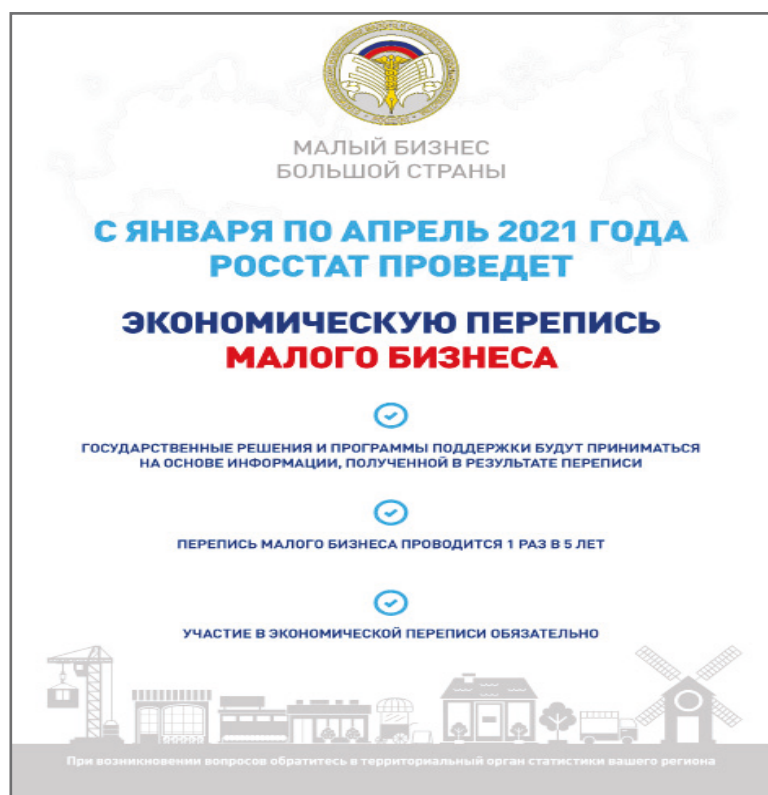 МАЛЫЙ БИЗНЕС
БОЛЬШОЙ СТРАНЫ
С ЯНВАРЯ ПО АПРЕЛЬ 2021 ГОДА
РОССТАТ ПРОВЕДЕТ
ЭКОНОМИЧЕСКУЮ ПЕРЕПИСЬ
МАЛОГО БИЗНЕСА
ГОСУДАРСТВЕННЫЕ РЕШЕНИЯ И ПРОГРАММЫ ПОДДЕРЖКИ БУДУТ ПРИНИМАТЬСЯ
НА ОСНОВЕ ИНФОРМАЦИИ, ПОЛУЧЕННОЙ В РЕЗУЛЬТАТЕ ПЕРЕПИСИ
ПЕРЕПИСЬ МАЛОГО БИЗНЕСА ПРОВОДИТСЯ 1 РАЗ В 5 ЛЕТ
УЧАСТИЕ В ЭКОНОМИЧЕСКОЙ ПЕРЕПИСИ ОБЯЗАТЕЛЬНО
При возникновении вопросов обратитесь в территориальный орган статистики вашего региона